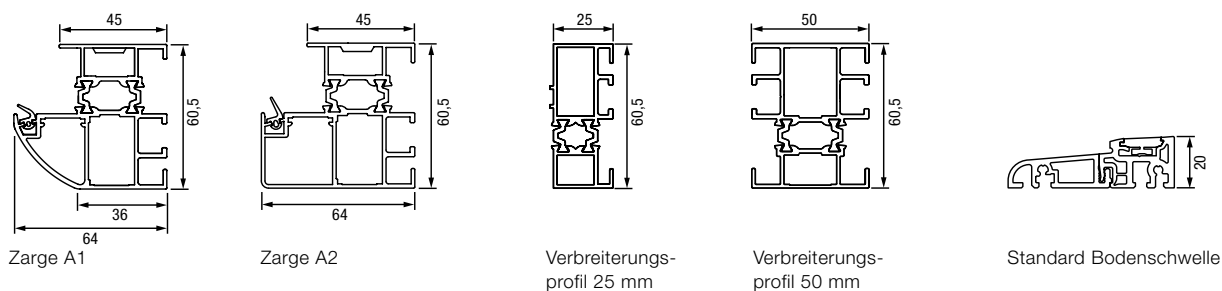 45
60,5
36
64
Zarge A1
45
60,5
64
Zarge A2
25
60,5
Verbreiterungs-
profil 25 mm
50
60,5
Verbreiterungs-
profil 50 mm
20
Standard Bodenschwelle